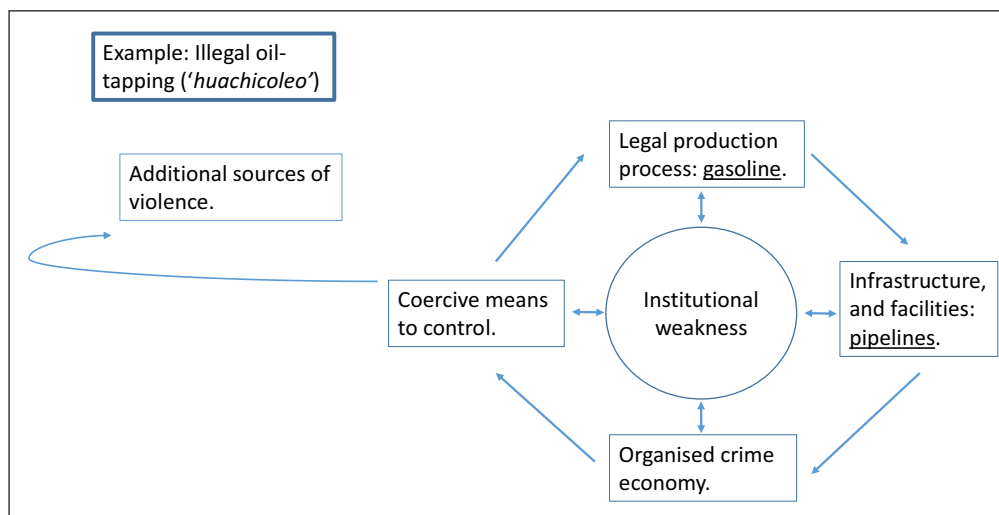 Example: Illegal oil-
tapping (‘huachicoleo’)
Legal production
process: gasoline.
Additional sources of
violence.
Coercive means
to control.
Institutional
weakness
Infrastructure,
and facilities:
pipelines.
Organised crime
economy.